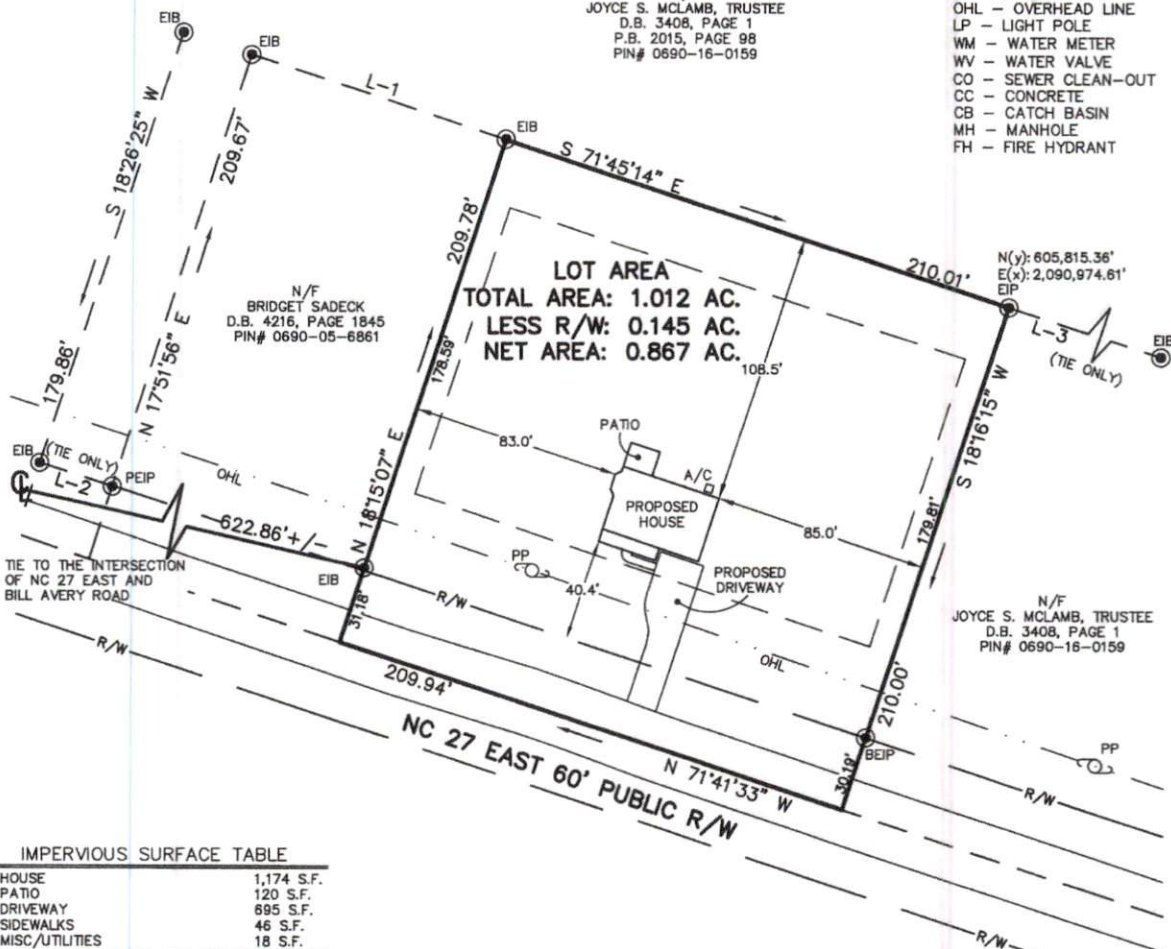 JOYCE S. MCLAMB, TRUSTEE
D.B. 3408, PAGE 1
P.B. 2015, PAGE 98
PIN# 0690-16-0159
OHL – OVERHEAD LINE
LP – LIGHT POLE
WM – WATER METER
WV – WATER VALVE
CO – SEWER CLEAN-OUT
CC – CONCRETE
CB – CATCH BASIN
MH – MANHOLE
FH – FIRE HYDRANT
EIB
EIB
L-1
EIB
S 71°45'14" E
210.01'
N(y): 605,815.36'
E(x): 2,090,974.61'
EIP
L-3
(TIE ONLY)
EIB
S 18°26'25" W
179.86'
209.67'
N 17°51'56" E
N/F
BRIDGET SADECK
D.B. 4216, PAGE 1845
PIN# 0690-05-6861
209.78'
178.59'
N 18°15'07" E
LOT AREA
TOTAL AREA: 1.012 AC.
LESS R/W: 0.145 AC.
NET AREA: 0.867 AC.
108.5'
S 18°16'15" W
179.81'
83.0'
PATIO
A/C
PROPOSED
HOUSE
85.0'
PROPOSED
DRIVEWAY
40.4'
PP
EIB
(TIE ONLY)
L-2
PEIP
OHL
CL
622.86'+/-
TIE TO THE INTERSECTION
OF NC 27 EAST AND
BILL AVERY ROAD
EIB
31.18'
R/W
R/W
OHL
N/F
JOYCE S. MCLAMB, TRUSTEE
D.B. 3408, PAGE 1
PIN# 0690-16-0159
210.00'
BEIP
30.19'
PP
209.94'
N 71°41'33" W
NC 27 EAST 60' PUBLIC R/W
R/W
R/W
IMPERVIOUS SURFACE TABLE
HOUSE 1,174 S.F.
PATIO 120 S.F.
DRIVEWAY 695 S.F.
SIDEWALKS 46 S.F.
MISC/UTILITIES 18 S.F.